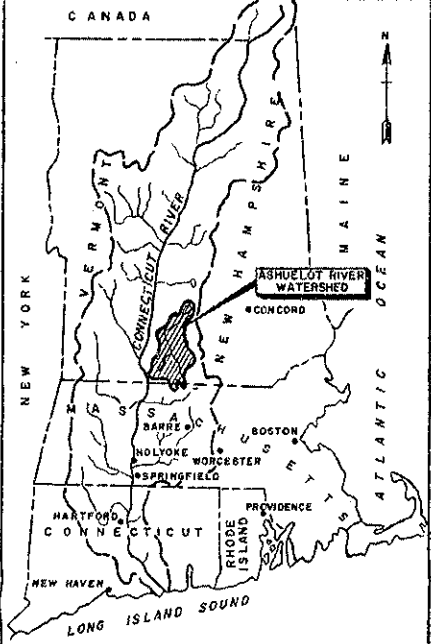 CANADA
N
VERMONT
NEW HAMPSHIRE
MAINE
CONNECTICUT RIVER
ASHUELOT RIVER
WATERSHED
CONCORD
NEW YORK
ATLANTIC OCEAN
MASSACHUSETTS
BARRE
BOSTON
HOLYOKE
WORCESTER
SPRINGFIELD
HARTFORD
PROVIDENCE
CONNECTICUT
RHODE
ISLAND
NEW HAVEN
LONG ISLAND SOUND